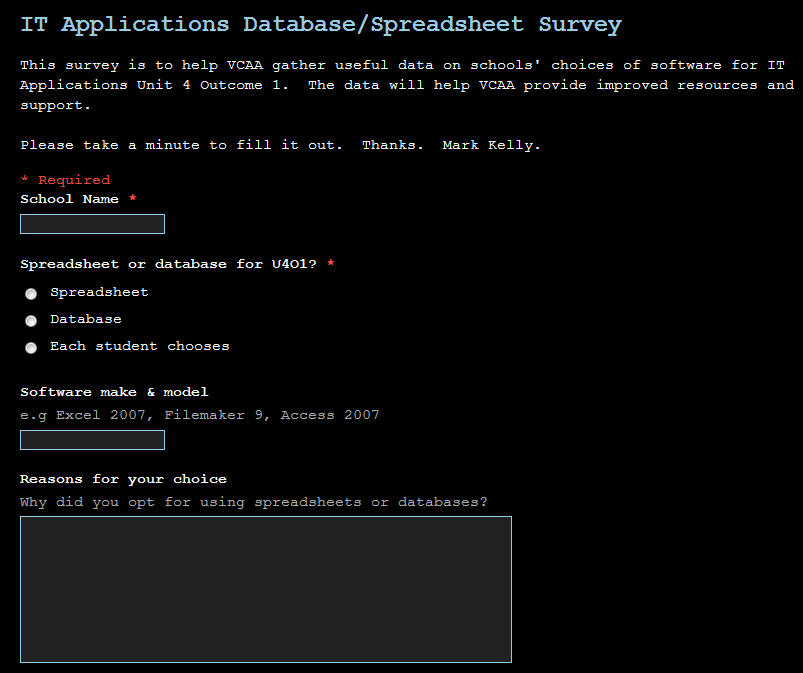 IT Applications Database/Spreadsheet Survey
This survey is to help VCAA gather useful data on schools' choices of software for IT
Applications Unit 4 Outcome 1.  The data will help VCAA provide improved resources and
support.
Please take a minute to fill it out.  Thanks.  Mark Kelly.
* Required
School Name *
Spreadsheet or database for U4O1? *
Spreadsheet
Database
Each student chooses
Software make & model
e.g Excel 2007, Filemaker 9, Access 2007
Reasons for your choice
Why did you opt for using spreadsheets or databases?